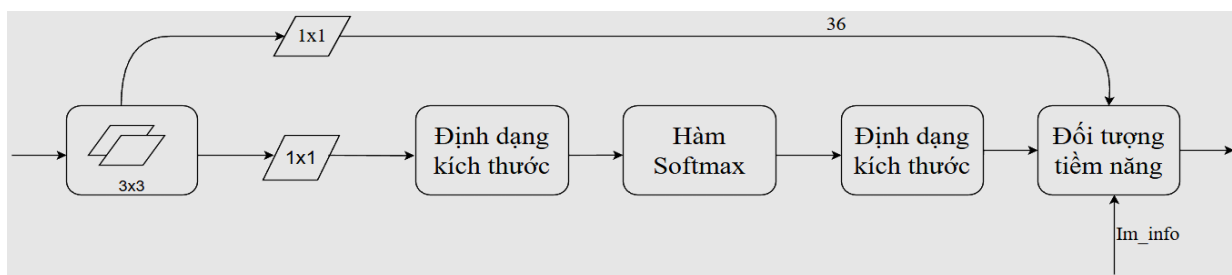 1x1
36
3x3
1x1
Định dạng
kích thước
Hàm
Softmax
Định dạng
kích thước
Đối tượng
tiềm năng
Im_info